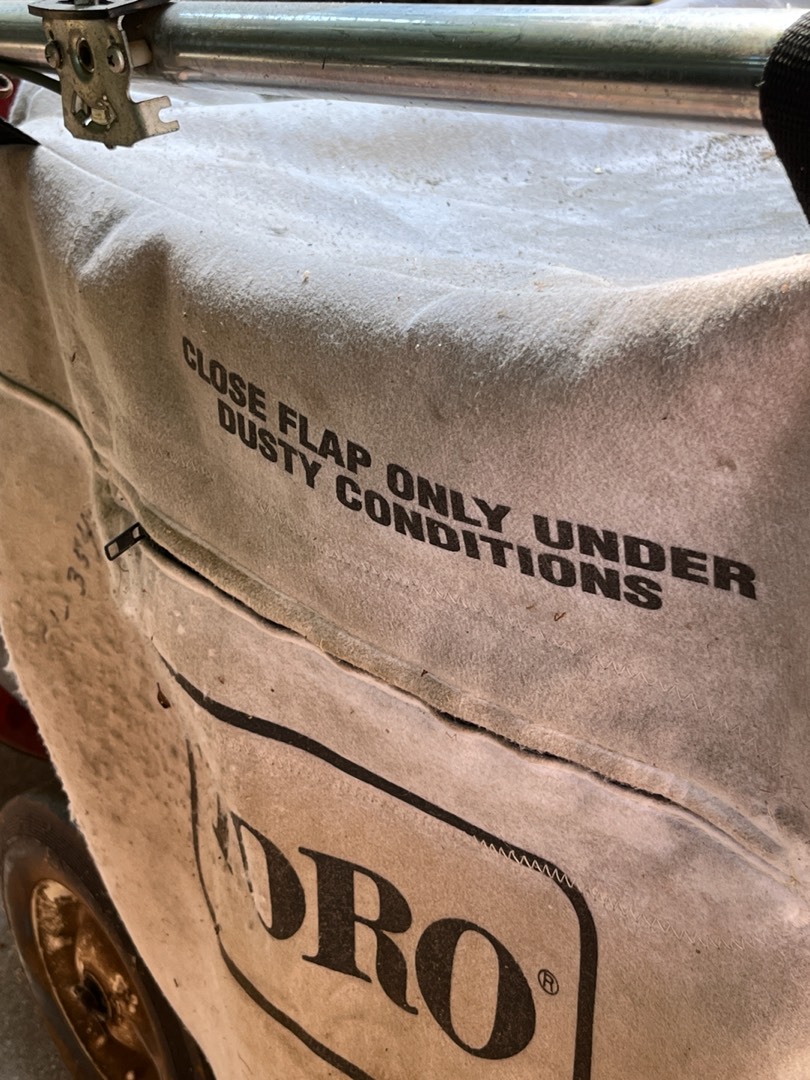 CLOSE FLAP ONLY UNDER
DUSTY CONDITIONS
ORO®